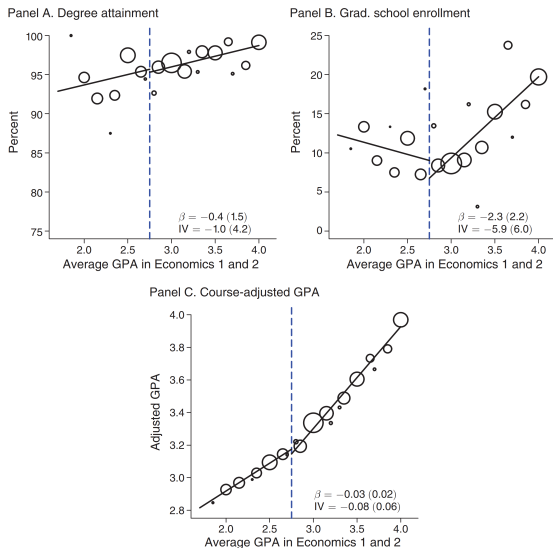 Panel A. Degree attainment
100
95
90
85
80
75
Percent
2.0 2.5 3.0 3.5 4.0
Average GPA in Economics 1 and 2
β = −0.4 (1.5)
IV = −1.0 (4.2)
Panel B. Grad. school enrollment
25
20
15
10
5
0
Percent
2.0 2.5 3.0 3.5 4.0
Average GPA in Economics 1 and 2
β = −2.3 (2.2)
IV = −5.9 (6.0)
Panel C. Course-adjusted GPA
4.0
3.8
3.6
3.4
3.2
3.0
2.8
Adjusted GPA
2.0 2.5 3.0 3.5 4.0
Average GPA in Economics 1 and 2
β = −0.03 (0.02)
IV = −0.08 (0.06)